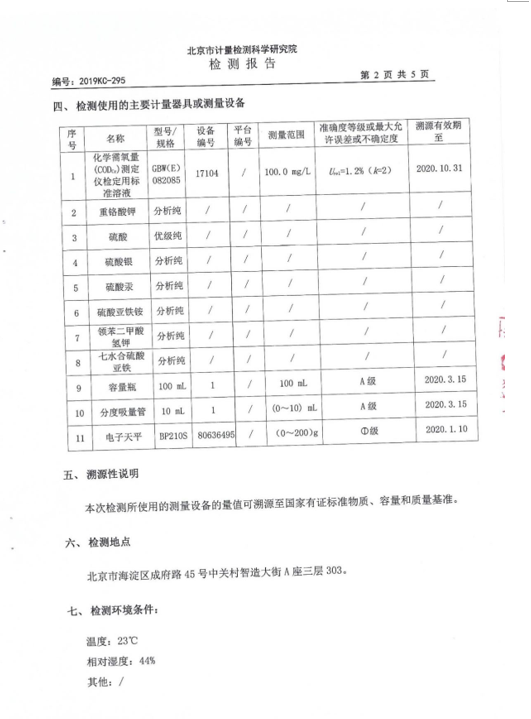 北京市计量检测科学研究院
检测报告
编号：2019KC-295
第 2 页 共 5 页
四、 检测使用的主要计量器具或测量设备
序号 名称 型号/规格 设备编号 平台编号 测量范围 准确度等级或最大允许误差或不确定度 溯源有效期至
1 化学需氧量(CODcr)测定仪检定用标准溶液 GBW(E) 082085 17104 / 100.0 mg/L Urel=1.2%（k=2） 2020.10.31
2 重铬酸钾 分析纯 / / / / /
3 硫酸 优级纯 / / / / /
4 硫酸银 分析纯 / / / / /
5 硫酸汞 分析纯 / / / / /
6 硫酸亚铁铵 分析纯 / / / / /
7 领苯二甲酸氢钾 分析纯 / / / / /
8 七水合硫酸亚铁 分析纯 / / / / /
9 容量瓶 100 mL 1 / 100 mL A 级 2020.3.15
10 分度吸量管 10 mL 1 / (0～10) mL A 级 2020.3.15
11 电子天平 BP210S 80636495 / (0～200)g ①级 2020.1.10
五、 溯源性说明
本次检测所使用的测量设备的量值可溯源至国家有证标准物质、容量和质量基准。
六、 检测地点
北京市海淀区成府路 45 号中关村智造大街 A 座三层 303。
七、 检测环境条件：
温度：23℃
相对湿度：44%
其他：/